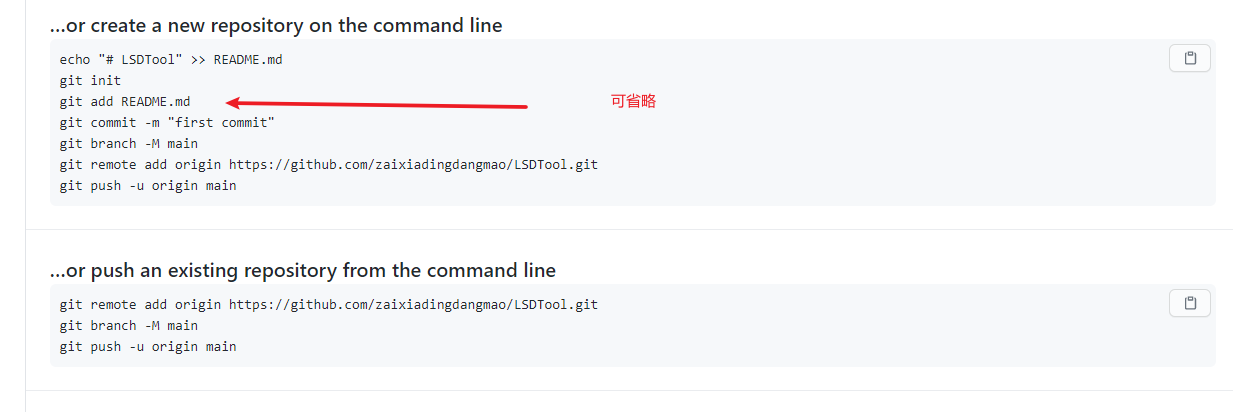 ...or create a new repository on the command line
echo "# LSDTool" >> README.md
git init
git add README.md
可省略
git commit -m "first commit"
git branch -M main
git remote add origin https://github.com/zaixiadingdangmao/LSDTool.git
git push -u origin main
...or push an existing repository from the command line
git remote add origin https://github.com/zaixiadingdangmao/LSDTool.git
git branch -M main
git push -u origin main